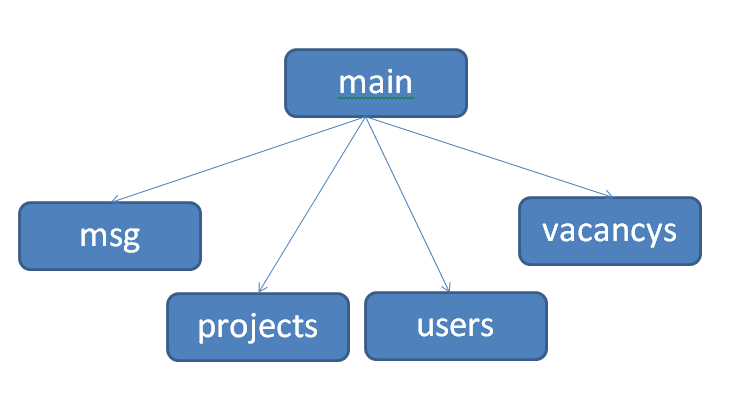 main
msg
vacancys
projects
users